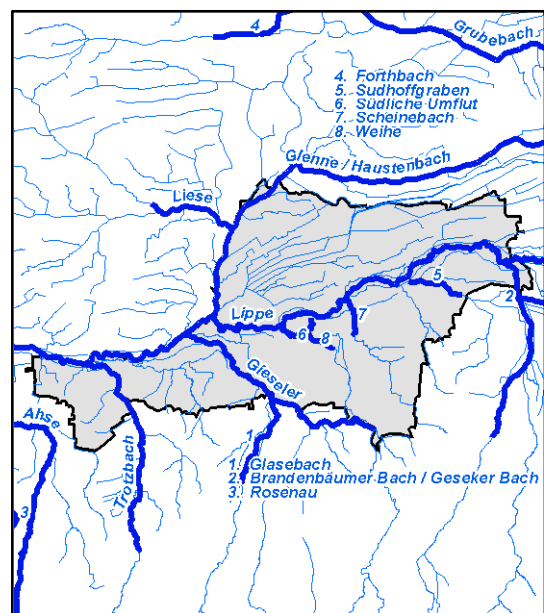 4
Grubebach
4. Forthbach
5. Sudhoffgraben
6. Südliche Umflut
7. Scheinebach
8. Weihe
Glenne / Haustenbach
Liese
5
2
Lippe
7
6
8
Gieseler
Ahse
1
Trotzbach
1. Glasebach
2. Brandenbäumer Bach / Geseker Bach
3. Rosenau
3